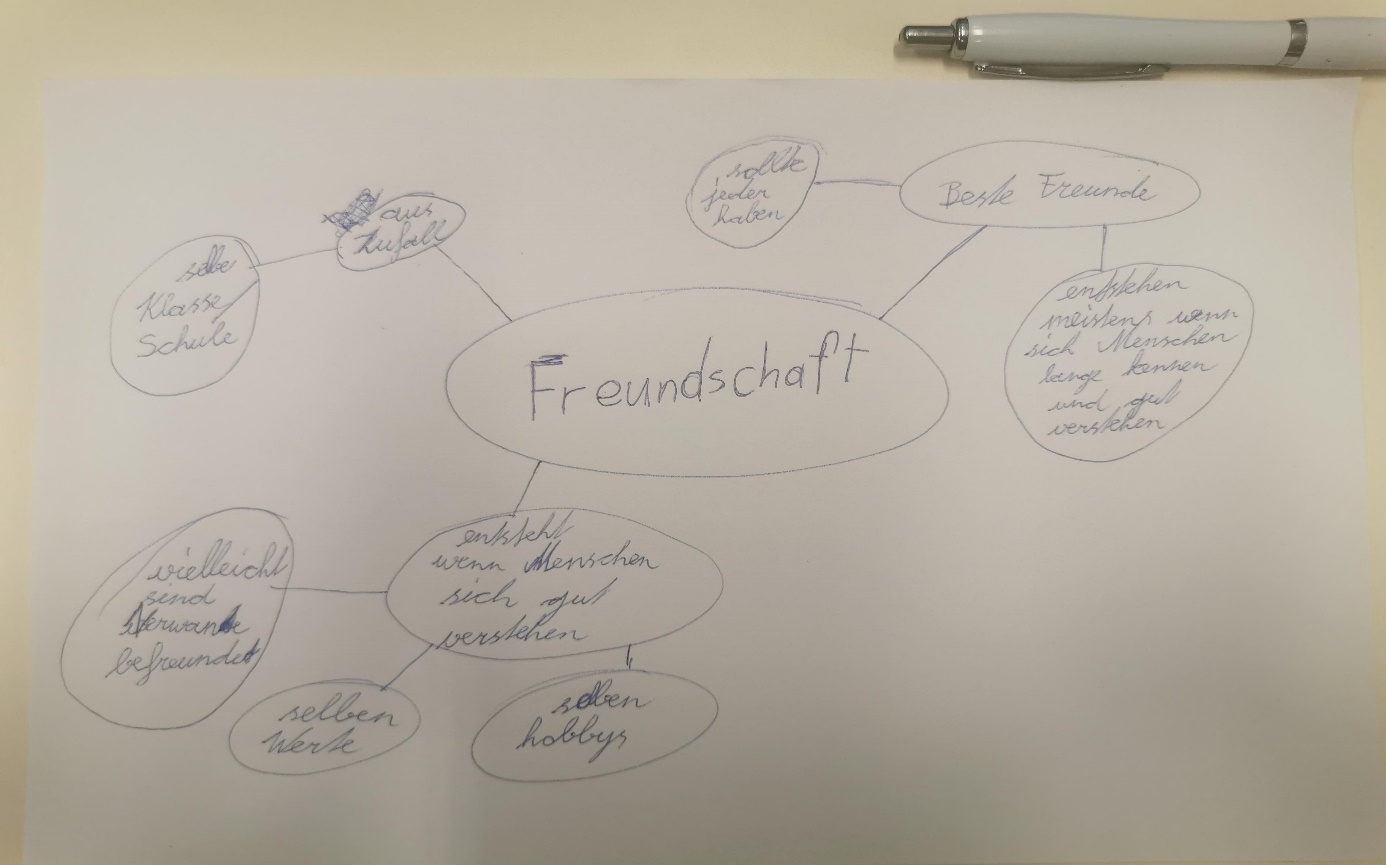 sollte
jeder
haben
Beste Freunde
aus
Zufall
selbe
Klasse/
Schule
entstehen
meistens wenn
sich Menschen
lange kennen
und gut
verstehen
Freundschaft
entsteht
wenn Menschen
sich gut
verstehen
vielleicht
sind
Verwante
befreundet
selben
Werte
selben
hobbys